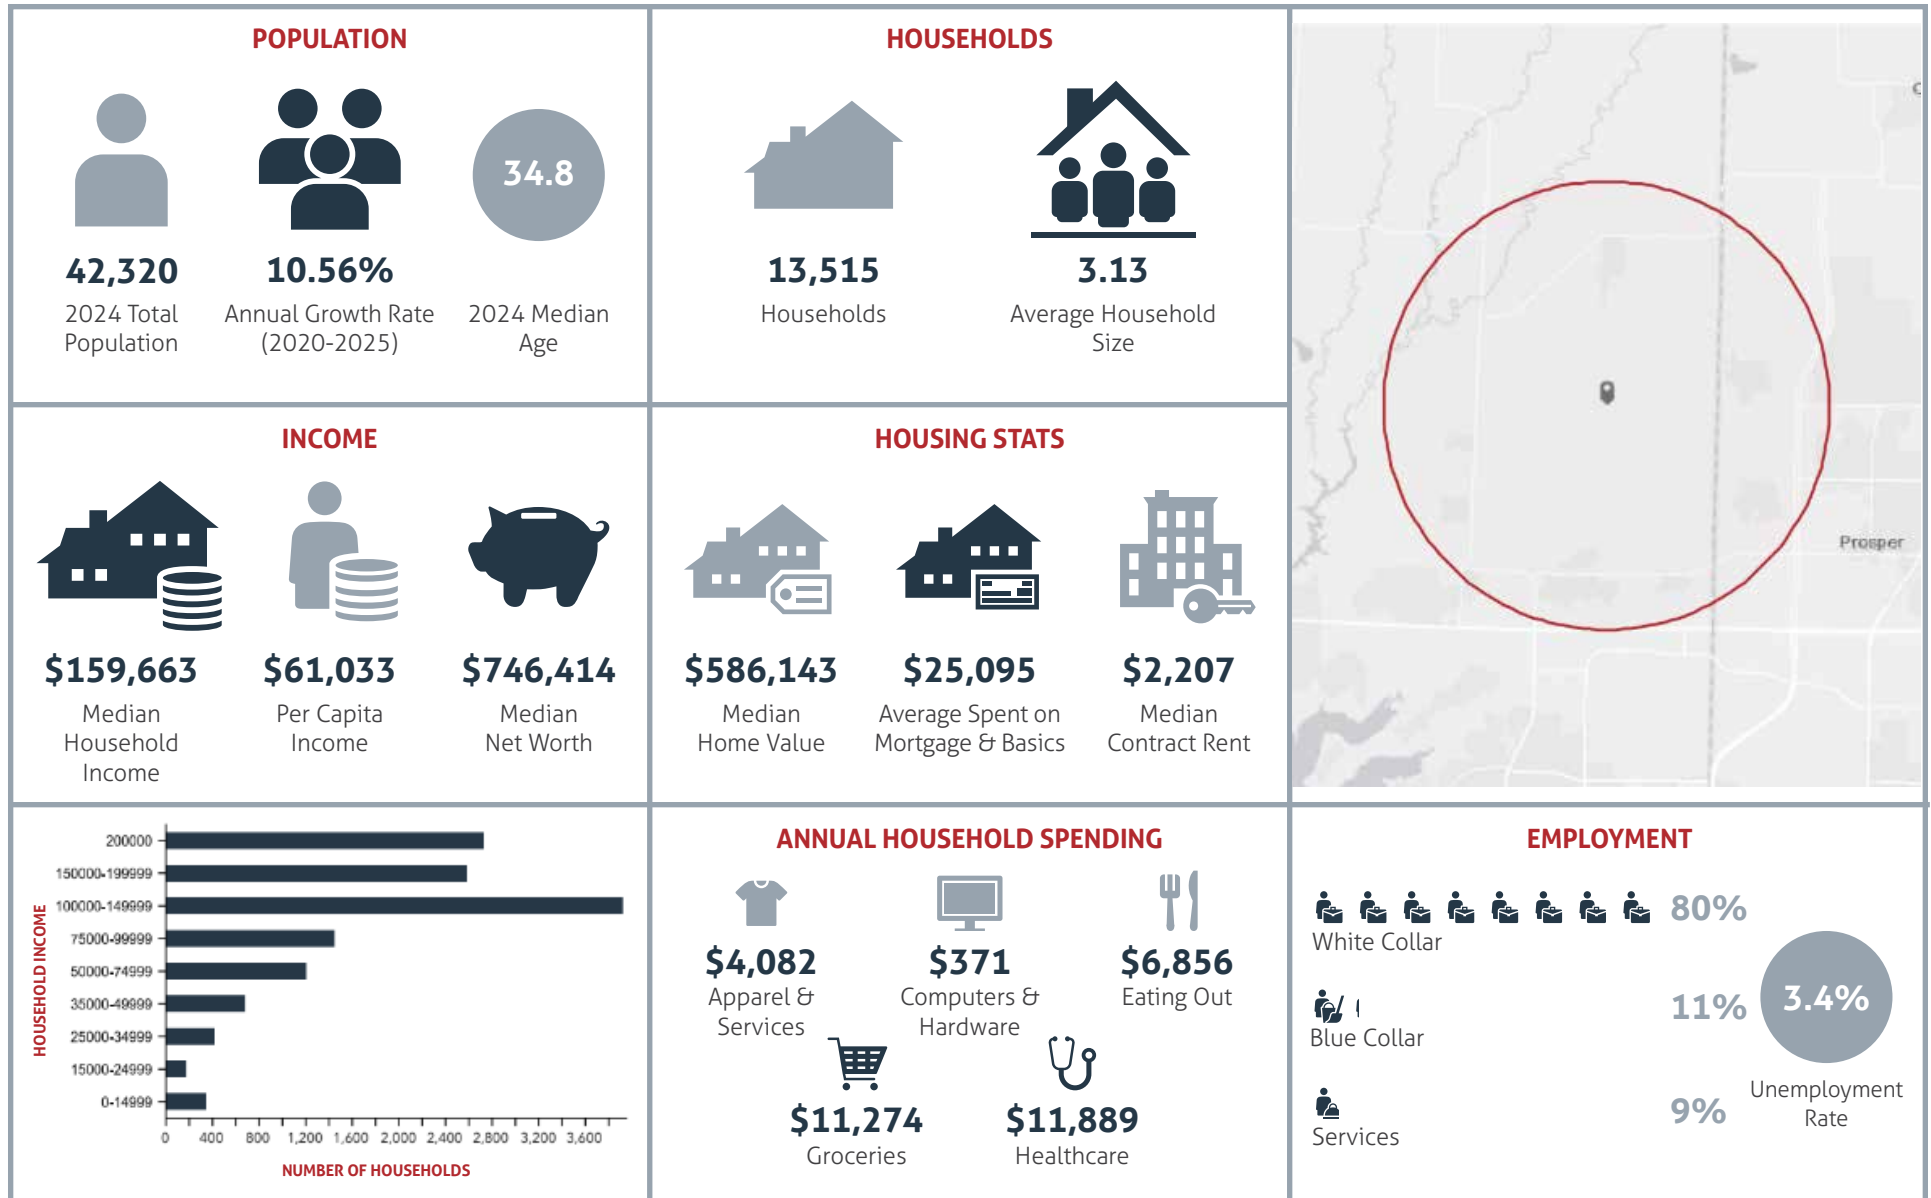 POPULATION
34.8
42,320
2024 Total
Population
10.56%
Annual Growth Rate
(2020-2025)
2024 Median
Age
HOUSEHOLDS
13,515
Households
3.13
Average Household
Size
Prosper
INCOME
$159,663
Median
Household
Income
$61,033
Per Capita
Income
$746,414
Median
Net Worth
HOUSING STATS
$586,143
Median
Home Value
$25,095
Average Spent on
Mortgage & Basics
$2,207
Median
Contract Rent
HOUSEHOLD INCOME
200000
150000-199999
100000-149999
75000-99999
50000-74999
35000-49999
25000-34999
15000-24999
0-14999
0 400 800 1,200 1,600 2,000 2,400 2,800 3,200 3,600
NUMBER OF HOUSEHOLDS
ANNUAL HOUSEHOLD SPENDING
$4,082
Apparel &
Services
$371
Computers &
Hardware
$6,856
Eating Out
$11,274
Groceries
$11,889
Healthcare
EMPLOYMENT
80%
White Collar
11%
Blue Collar
9%
Services
3.4%
Unemployment
Rate